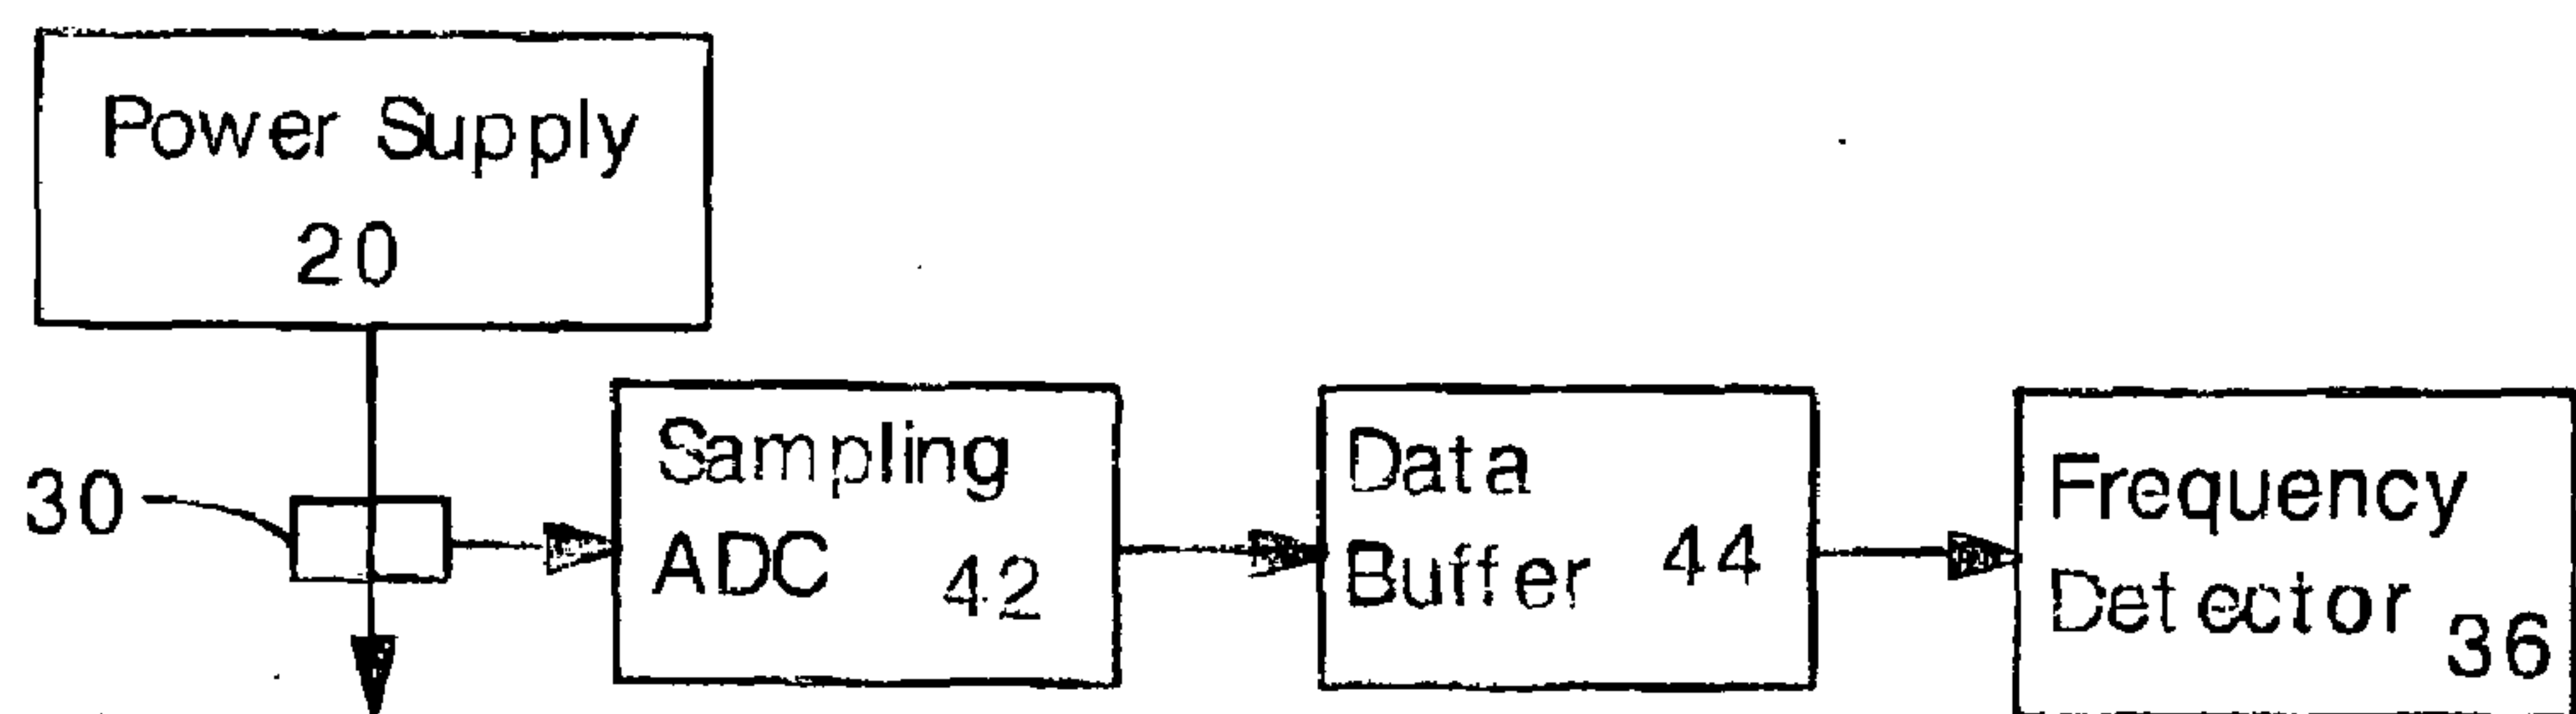 Power Supply
20
30
Sampling
ADC 42
Data
Buffer 44
Frequency
Detector 36